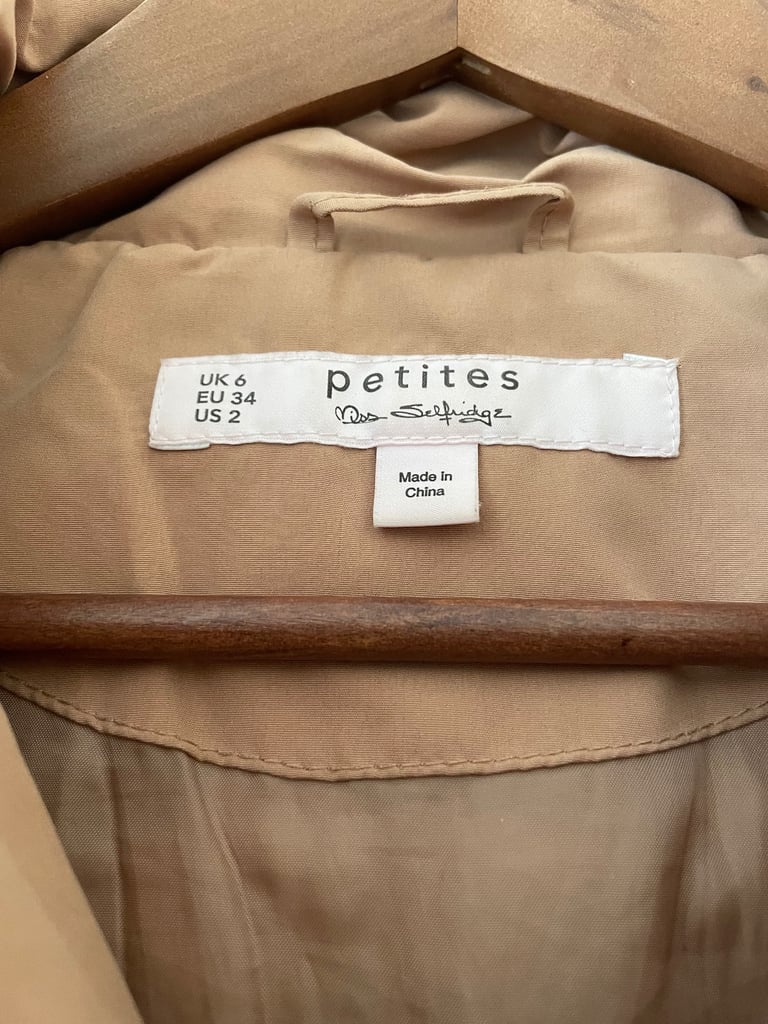 UK 6
EU 34
US 2
petites
Miss Selfridge
Made in
China